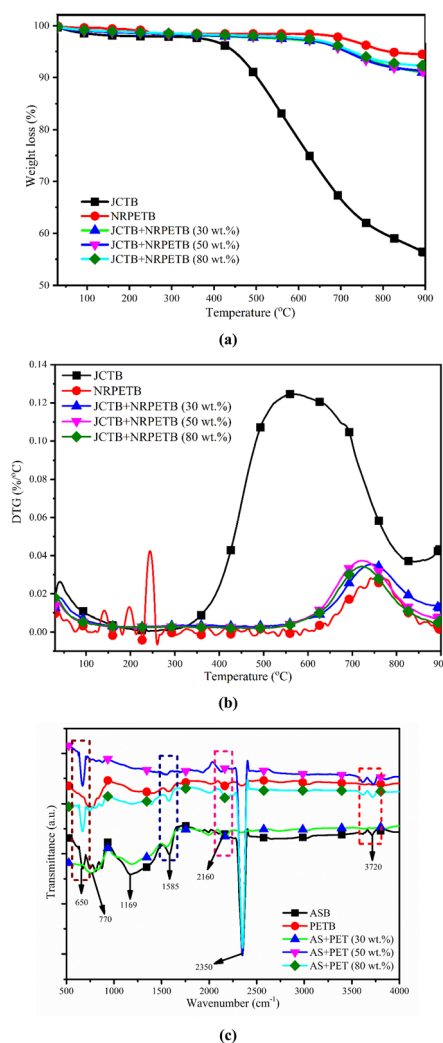 100
90
80
70
60
50
Weight loss (%)
JCTB
NRPETB
JCTB+NRPETB (30 wt.%)
JCTB+NRPETB (50 wt.%)
JCTB+NRPETB (80 wt.%)
100 200 300 400 500 600 700 800 900
Temperature (°C)
(a)
0.14
0.12
0.10
0.08
0.06
0.04
0.02
0.00
DTG (%/°C)
JCTB
NRPETB
JCTB+NRPETB (30 wt.%)
JCTB+NRPETB (50 wt.%)
JCTB+NRPETB (80 wt.%)
100 200 300 400 500 600 700 800 900
Temperature (°C)
(b)
Transmittance (a.u.)
650
770
1169
1585
2160
2350
3720
ASB
PETB
AS+PET (30 wt.%)
AS+PET (50 wt.%)
AS+PET (80 wt.%)
500 1000 1500 2000 2500 3000 3500 4000
Wavenumber (cm⁻¹)
(c)